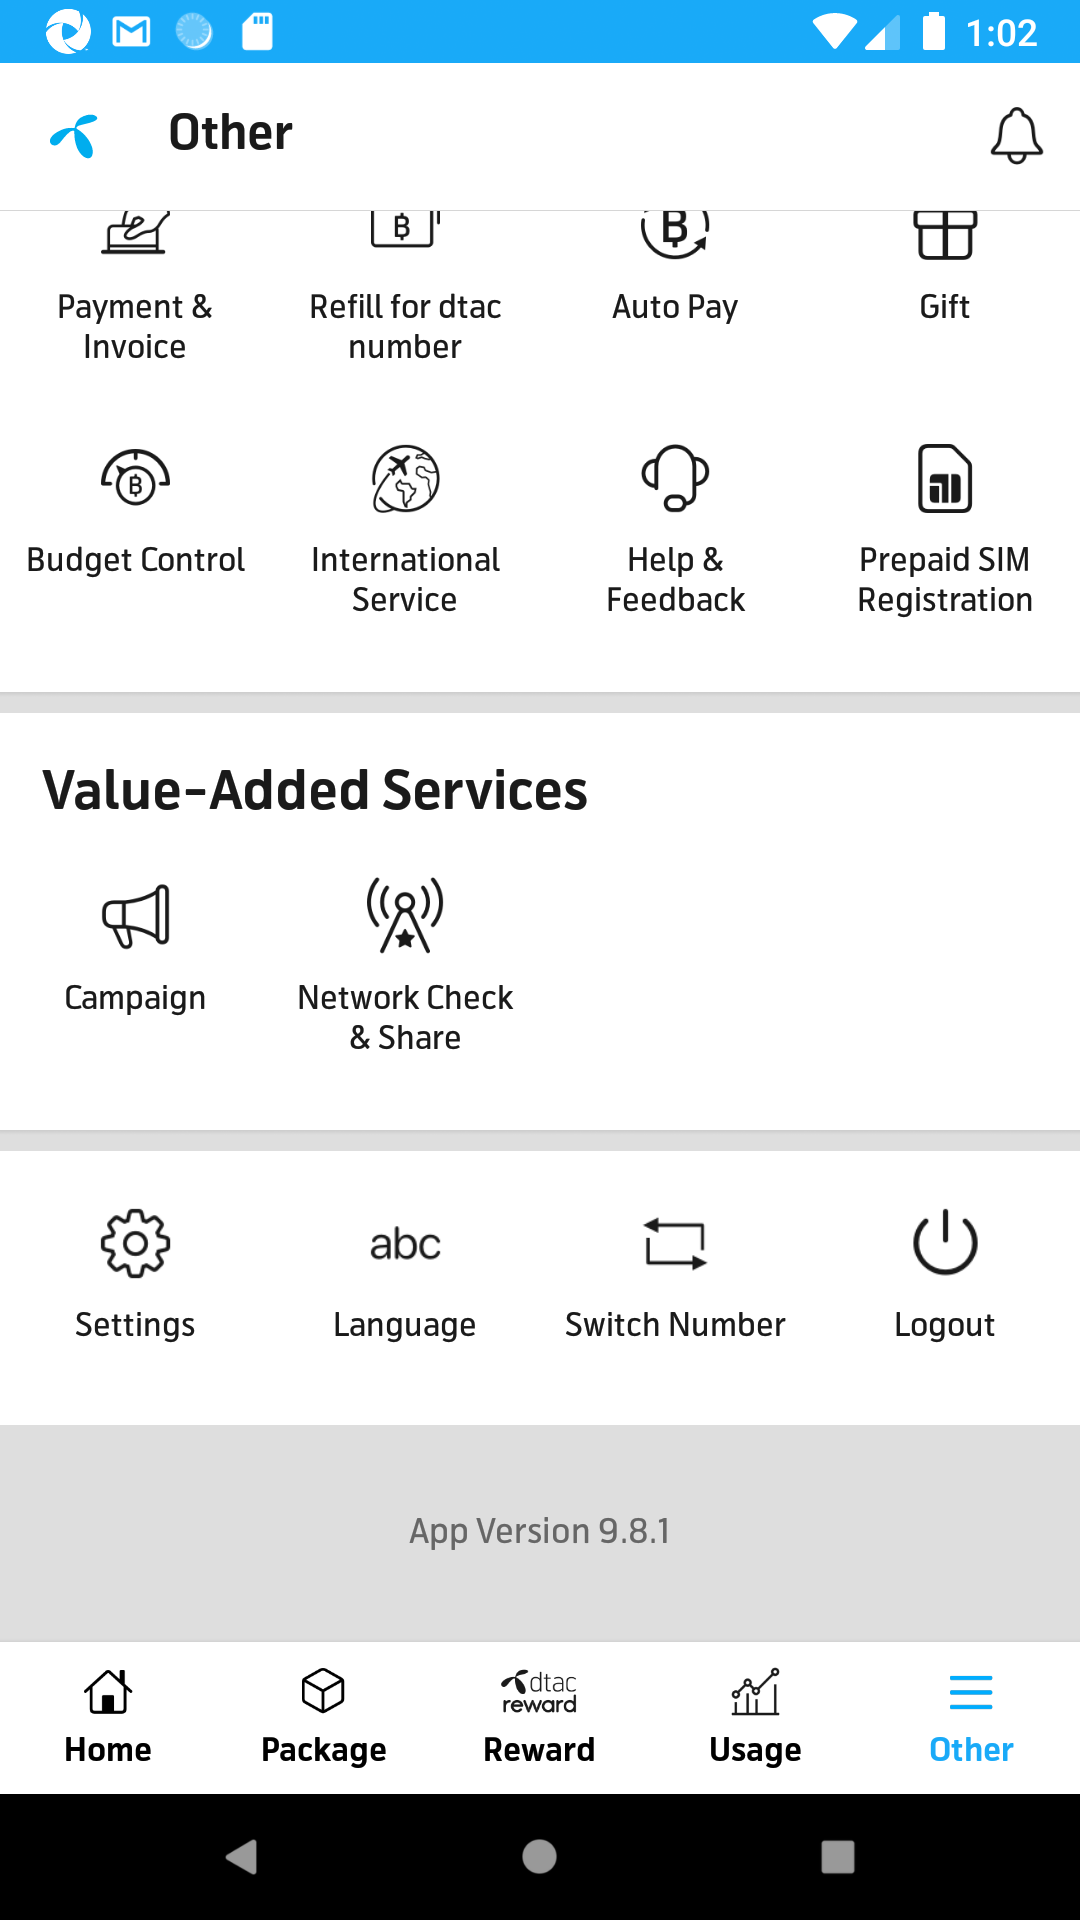 1:02
Other
Payment &
Invoice
Refill for dtac
number
Auto Pay
Gift
Budget Control
International
Service
Help &
Feedback
Prepaid SIM
Registration
Value-Added Services
Campaign
Network Check
& Share
abc
Settings
Language
Switch Number
Logout
App Version 9.8.1
dtac
reward
Home
Package
Reward
Usage
Other